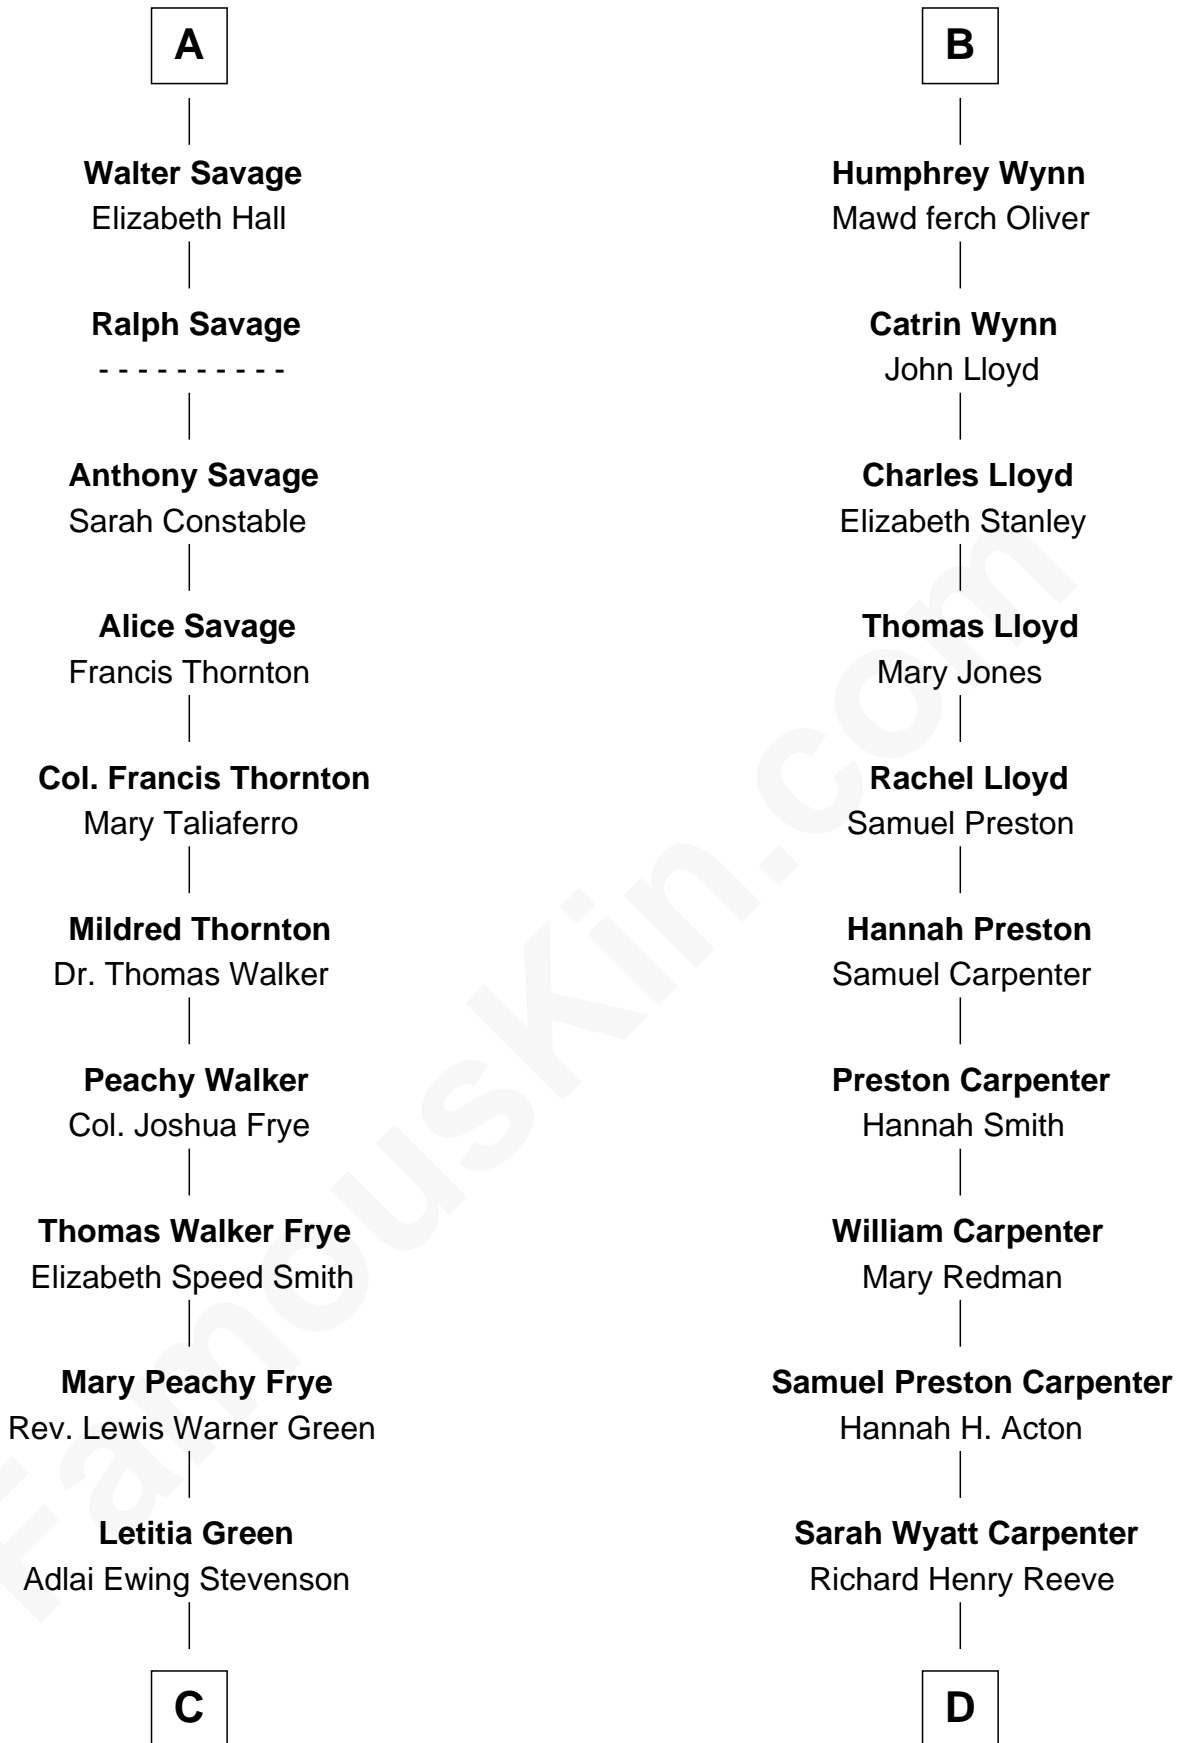 A
Walter Savage
Elizabeth Hall
Ralph Savage
- - - - - - - - - -
Anthony Savage
Sarah Constable
Alice Savage
Francis Thornton
Col. Francis Thornton
Mary Taliaferro
Mildred Thornton
Dr. Thomas Walker
Peachy Walker
Col. Joshua Frye
Thomas Walker Frye
Elizabeth Speed Smith
Mary Peachy Frye
Rev. Lewis Warner Green
Letitia Green
Adlai Ewing Stevenson
C
B
Humphrey Wynn
Mawd ferch Oliver
Catrin Wynn
John Lloyd
Charles Lloyd
Elizabeth Stanley
Thomas Lloyd
Mary Jones
Rachel Lloyd
Samuel Preston
Hannah Preston
Samuel Carpenter
Preston Carpenter
Hannah Smith
William Carpenter
Mary Redman
Samuel Preston Carpenter
Hannah H. Acton
Sarah Wyatt Carpenter
Richard Henry Reeve
D
FamousKin.com